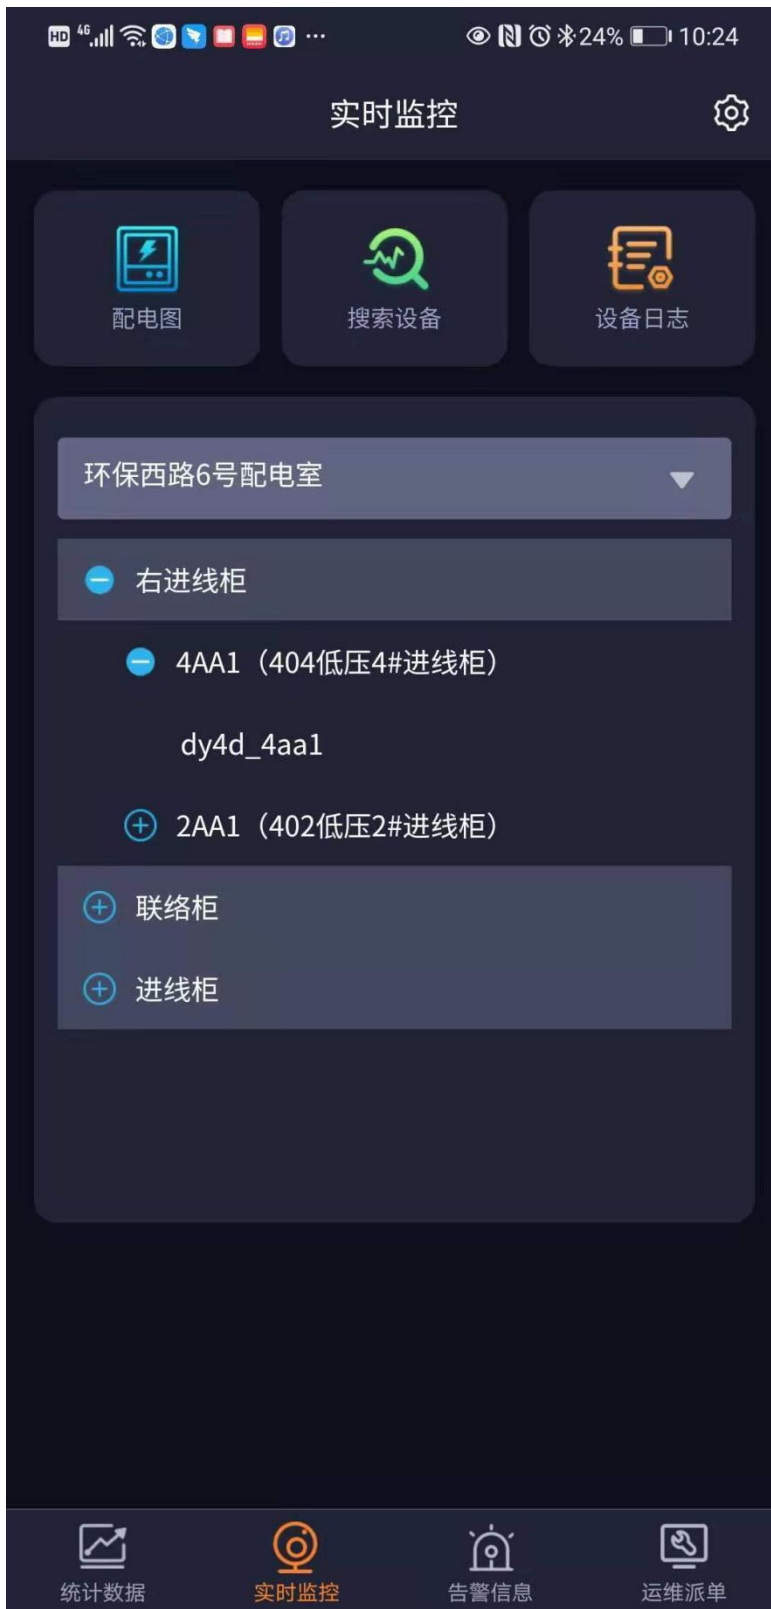 HD 4G 24% 10:24
实时监控
配电图 搜索设备 设备日志
环保西路6号配电室
右进线柜
4AA1（404低压4#进线柜）
dy4d_4aa1
2AA1（402低压2#进线柜）
联络柜
进线柜
统计数据 实时监控 告警信息 运维派单